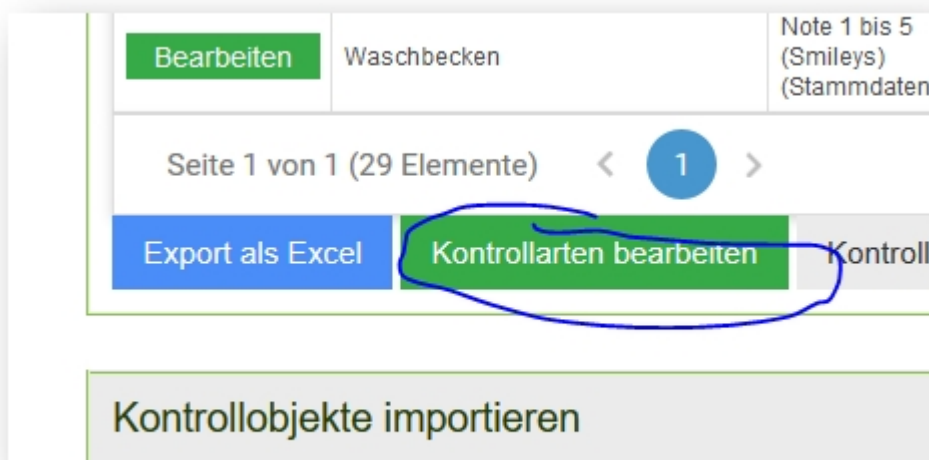 Bearbeiten
Waschbecken
Note 1 bis 5
(Smileys)
(Stammdaten
Seite 1 von 1 (29 Elemente) < 1 >
Export als Excel
Kontrollarten bearbeiten
Kontroll
Kontrollobjekte importieren